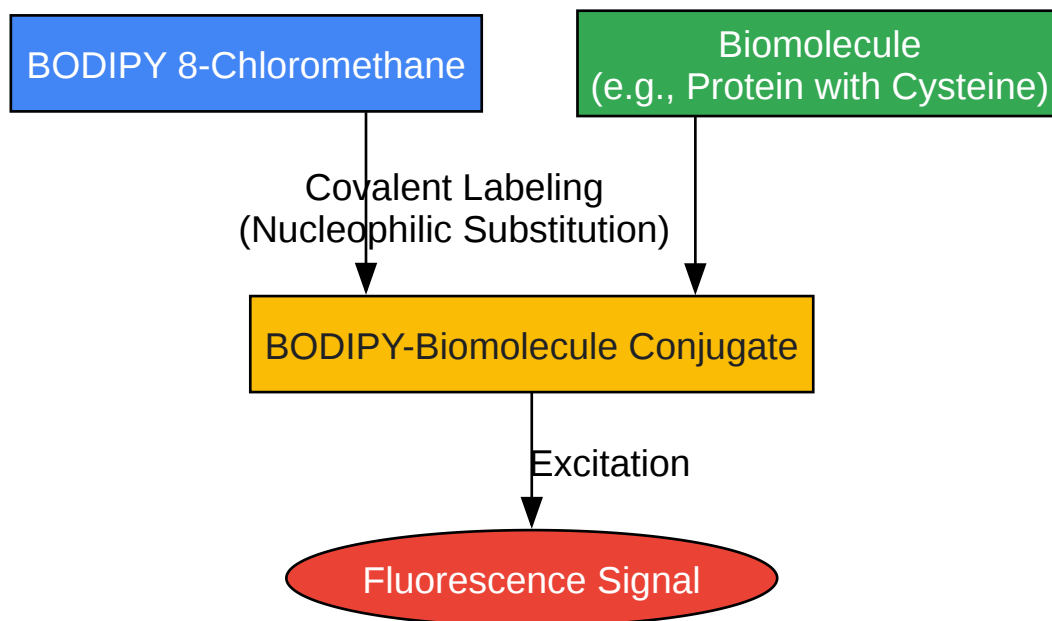 BODIPY 8-Chloromethane
Biomolecule
(e.g., Protein with Cysteine)
Covalent Labeling
(Nucleophilic Substitution)
BODIPY-Biomolecule Conjugate
Excitation
Fluorescence Signal